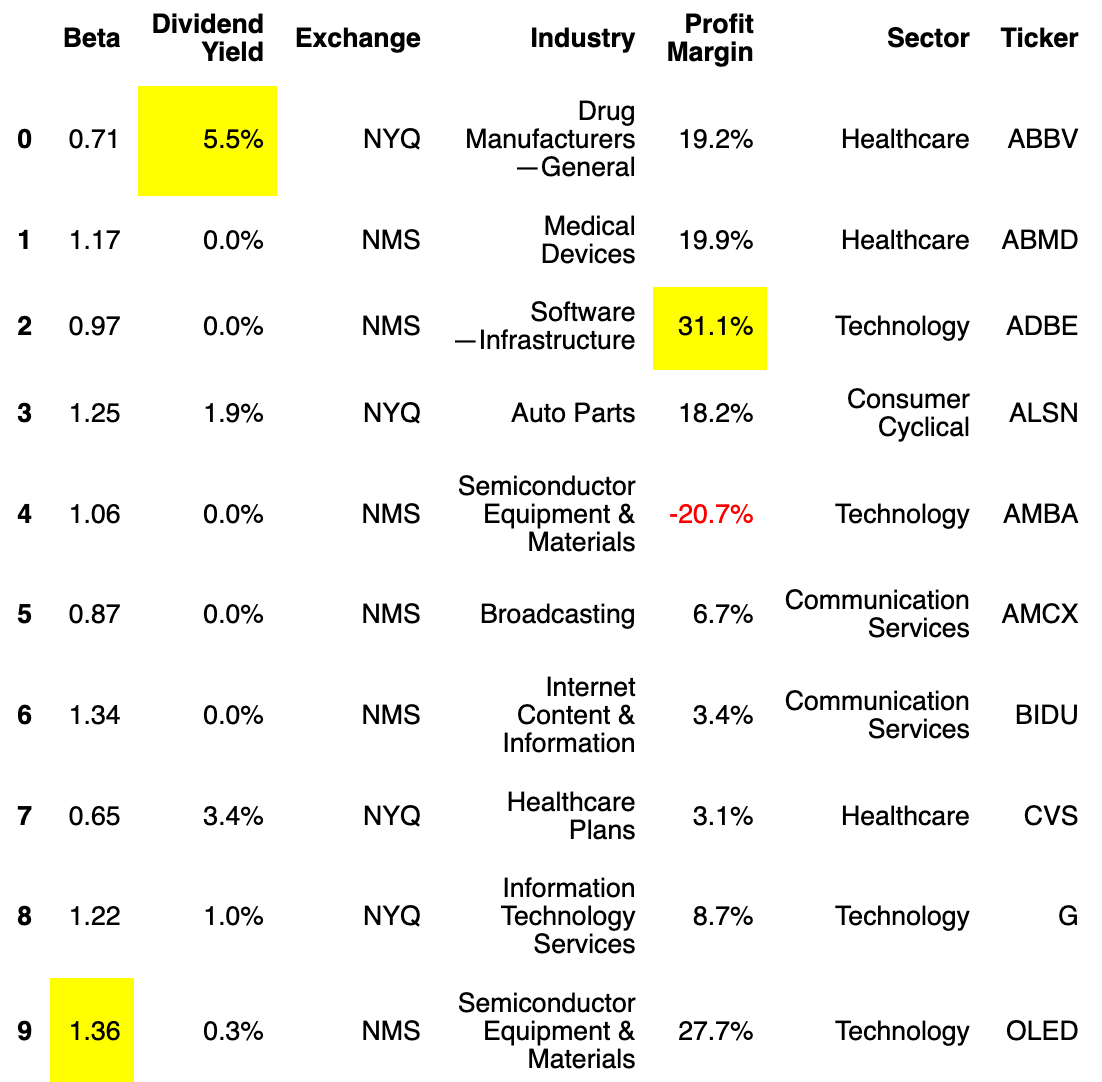 Beta Dividend Yield Exchange Industry Profit Margin Sector Ticker
0 0.71 5.5% NYQ Drug Manufacturers —General 19.2% Healthcare ABBV
1 1.17 0.0% NMS Medical Devices 19.9% Healthcare ABMD
2 0.97 0.0% NMS Software —Infrastructure 31.1% Technology ADBE
3 1.25 1.9% NYQ Auto Parts 18.2% Consumer Cyclical ALSN
4 1.06 0.0% NMS Semiconductor Equipment & Materials -20.7% Technology AMBA
5 0.87 0.0% NMS Broadcasting 6.7% Communication Services AMCX
6 1.34 0.0% NMS Internet Content & Information 3.4% Communication Services BIDU
7 0.65 3.4% NYQ Healthcare Plans 3.1% Healthcare CVS
8 1.22 1.0% NYQ Information Technology Services 8.7% Technology G
9 1.36 0.3% NMS Semiconductor Equipment & Materials 27.7% Technology OLED